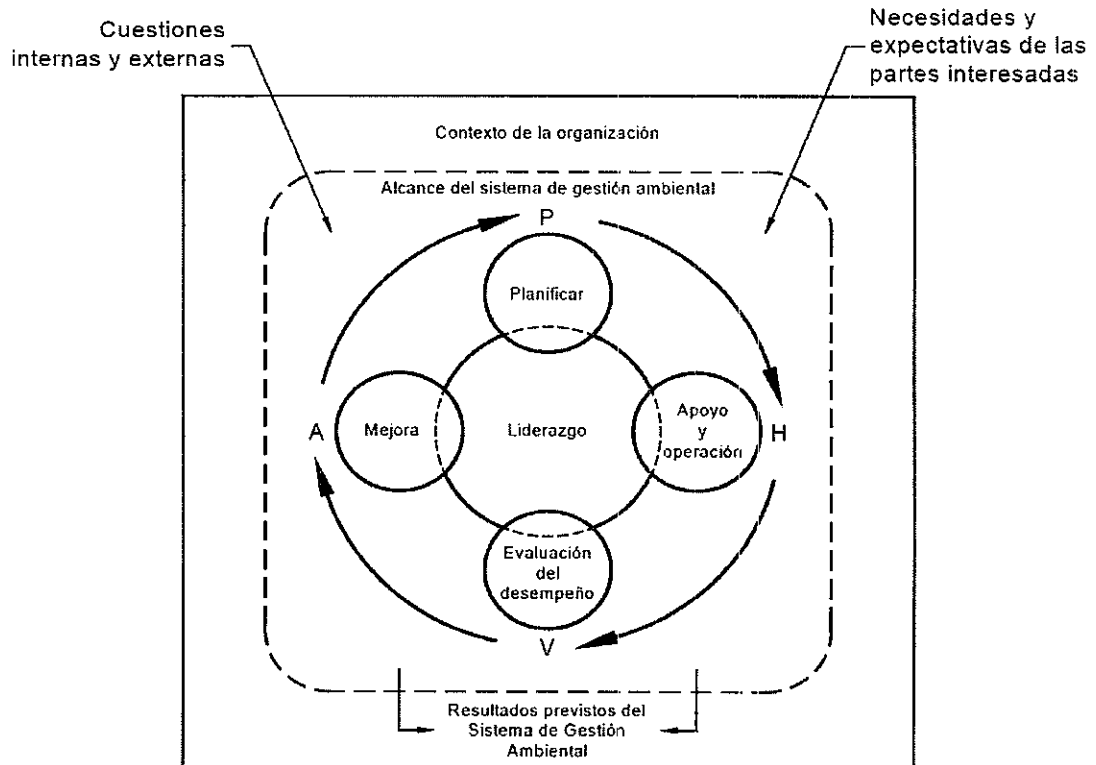 Cuestiones
internas y externas
Necesidades y
expectativas de las
partes interesadas
Contexto de la organización
Alcance del sistema de gestión ambiental
P
Planificar
A
Mejora
Liderazgo
Apoyo
y
operación
H
Evaluación
del
desempeño
V
Resultados previstos del
Sistema de Gestión
Ambiental